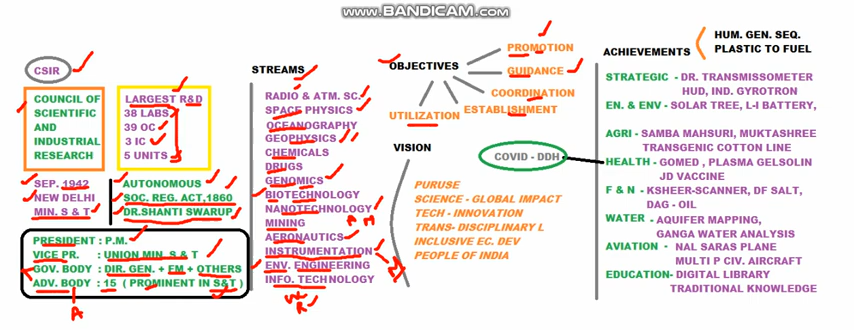 www.BANDICAM.com
CSIR
COUNCIL OF
SCIENTIFIC
AND
INDUSTRIAL
RESEARCH
LARGEST R&D
38 LABS
39 OC
3 IC
5 UNITS
SEP. 1942
NEW DELHI
MIN. S & T
AUTONOMOUS
SOC. REG. ACT,1860
DR.SHANTI SWARUP
PRESIDENT : P.M.
VICE PR. : UNION MIN. S & T
GOV. BODY : DIR. GEN. + FM + OTHERS
ADV. BODY : 15 ( PROMINENT IN S&T )
STREAMS
RADIO & ATM. SC.
SPACE PHYSICS
OCEANOGRAPHY
GEOPHYSICS
CHEMICALS
DRUGS
GENOMICS
BIOTECHNOLOGY
NANOTECHNOLOGY
MINING
AERONAUTICS
INSTRUMENTATION
ENV. ENGINEERING
INFO. TECHNOLOGY
OBJECTIVES
PROMOTION
GUIDANCE
COORDINATION
ESTABLISHMENT
UTILIZATION
VISION
PURUSE
SCIENCE - GLOBAL IMPACT
TECH - INNOVATION
TRANS- DISCIPLINARY L
INCLUSIVE EC. DEV
PEOPLE OF INDIA
COVID - DDH
ACHIEVEMENTS
HUM. GEN. SEQ.
PLASTIC TO FUEL
STRATEGIC - DR. TRANSMISSOMETER
HUD, IND. GYROTRON
EN. & ENV - SOLAR TREE, L-I BATTERY,
AGRI - SAMBA MAHSURI, MUKTASHREE
TRANSGENIC COTTON LINE
HEALTH - GOMED , PLASMA GELSOLIN
JD VACCINE
F & N - KSHEER-SCANNER, DF SALT,
DAG - OIL
WATER - AQUIFER MAPPING,
GANGA WATER ANALYSIS
AVIATION - NAL SARAS PLANE
MULTI P CIV. AIRCRAFT
EDUCATION- DIGITAL LIBRARY
TRADITIONAL KNOWLEDGE